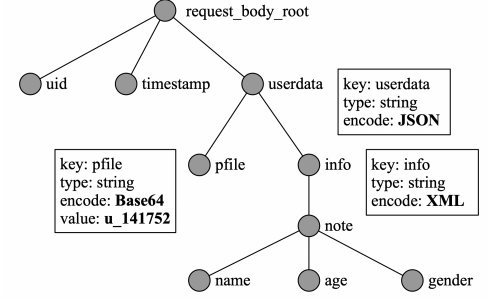 request_body_root
uid
timestamp
userdata
key: userdata
type: string
encode: JSON
pfile
info
key: pfile
type: string
encode: Base64
value: u_141752
key: info
type: string
encode: XML
note
name
age
gender